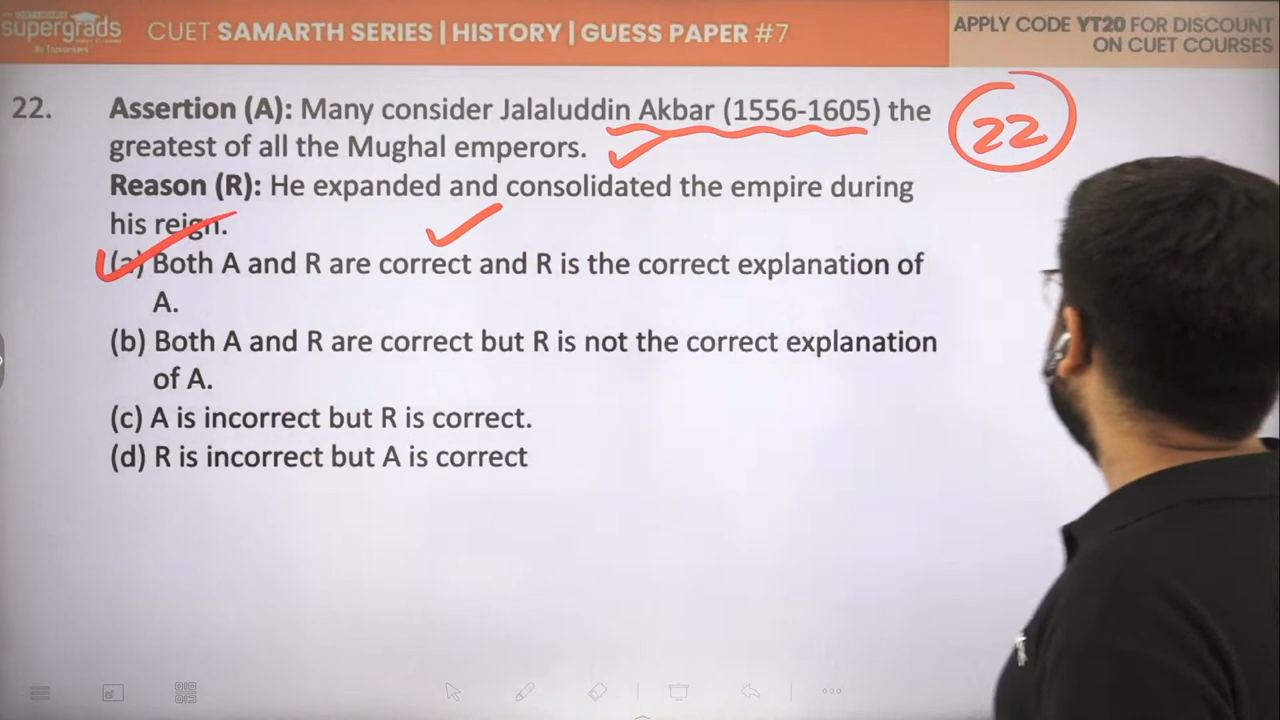 supergrads
By Toprankers
CUET SAMARTH SERIES | HISTORY | GUESS PAPER #7
APPLY CODE YT20 FOR DISCOUNT
ON CUET COURSES
22.
Assertion (A): Many consider Jalaluddin Akbar (1556-1605) the
greatest of all the Mughal emperors.
22
Reason (R): He expanded and consolidated the empire during
his reign.
(a) Both A and R are correct and R is the correct explanation of
A.
(b) Both A and R are correct but R is not the correct explanation
of A.
(c) A is incorrect but R is correct.
(d) R is incorrect but A is correct